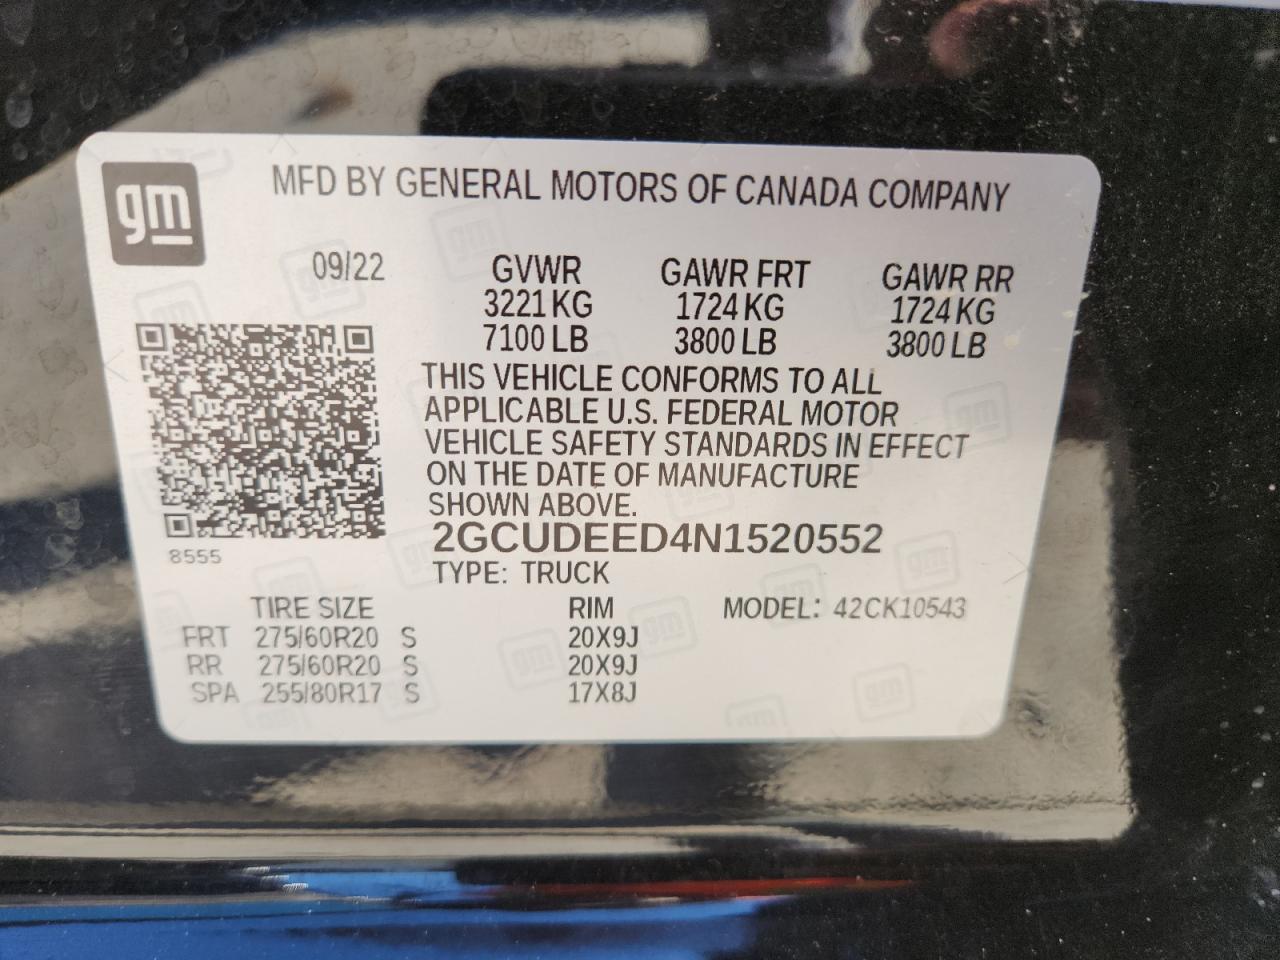 gm
MFD BY GENERAL MOTORS OF CANADA COMPANY
09/22 GVWR GAWR FRT GAWR RR
3221 KG 1724 KG 1724 KG
7100 LB 3800 LB 3800 LB
THIS VEHICLE CONFORMS TO ALL
APPLICABLE U.S. FEDERAL MOTOR
VEHICLE SAFETY STANDARDS IN EFFECT
ON THE DATE OF MANUFACTURE
SHOWN ABOVE.
2GCUDEED4N1520552
8555
TYPE: TRUCK
TIRE SIZE RIM MODEL: 42CK10543
FRT 275/60R20 S 20X9J
RR 275/60R20 S 20X9J
SPA 255/80R17 S 17X8J